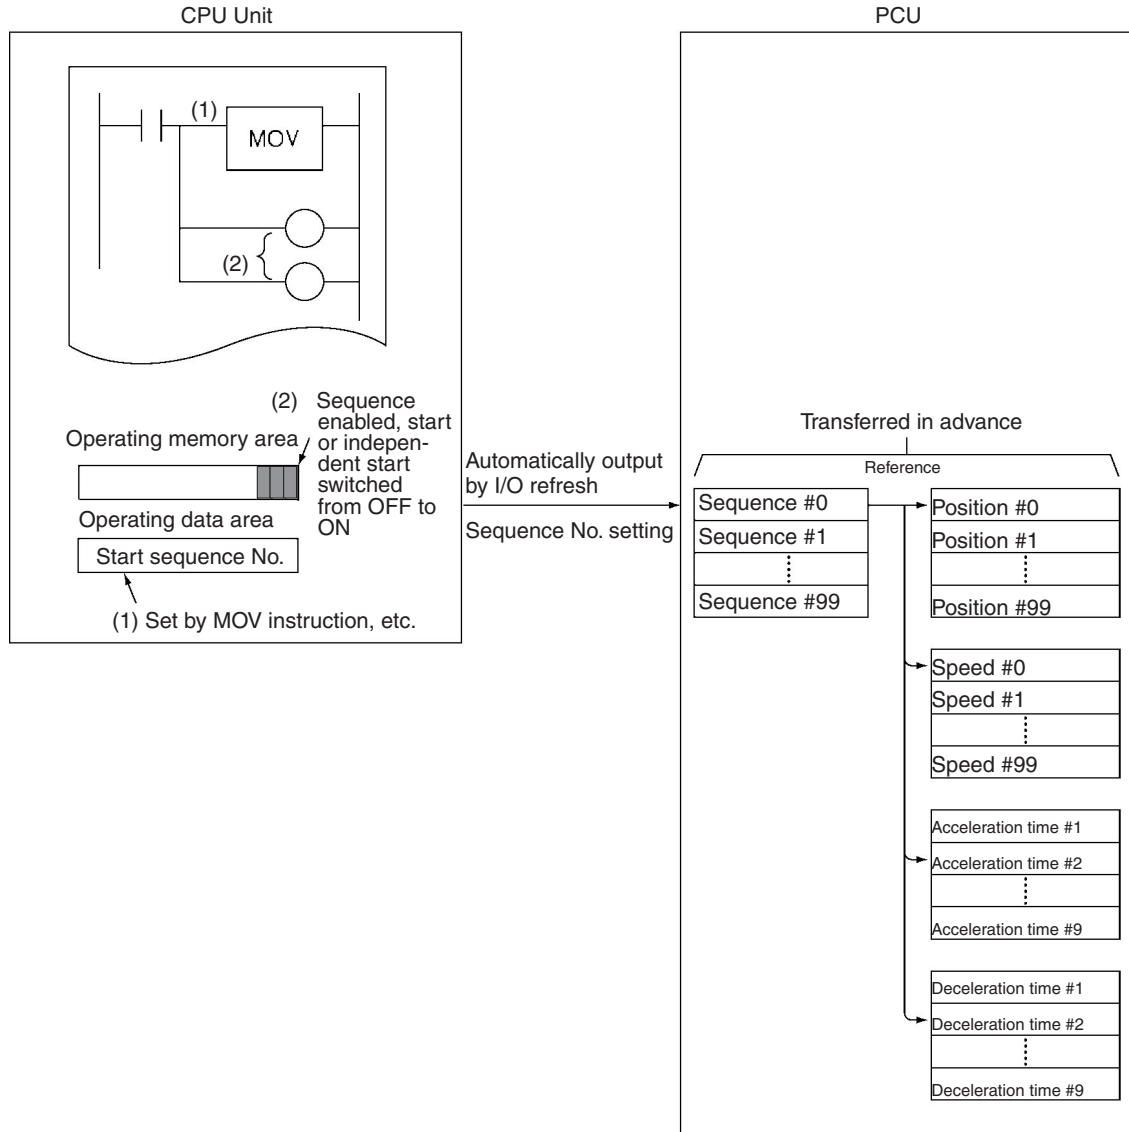 CPU Unit
PCU
(1)
MOV
(2)
(2) Sequence
enabled, start
or indepen-
dent start
switched
from OFF to
ON
Operating memory area
Operating data area
Start sequence No.
(1) Set by MOV instruction, etc.
Automatically output
by I/O refresh
Sequence No. setting
Transferred in advance
Reference
Sequence #0
Sequence #1
Sequence #99
Position #0
Position #1
Position #99
Speed #0
Speed #1
Speed #99
Acceleration time #1
Acceleration time #2
Acceleration time #9
Deceleration time #1
Deceleration time #2
Deceleration time #9